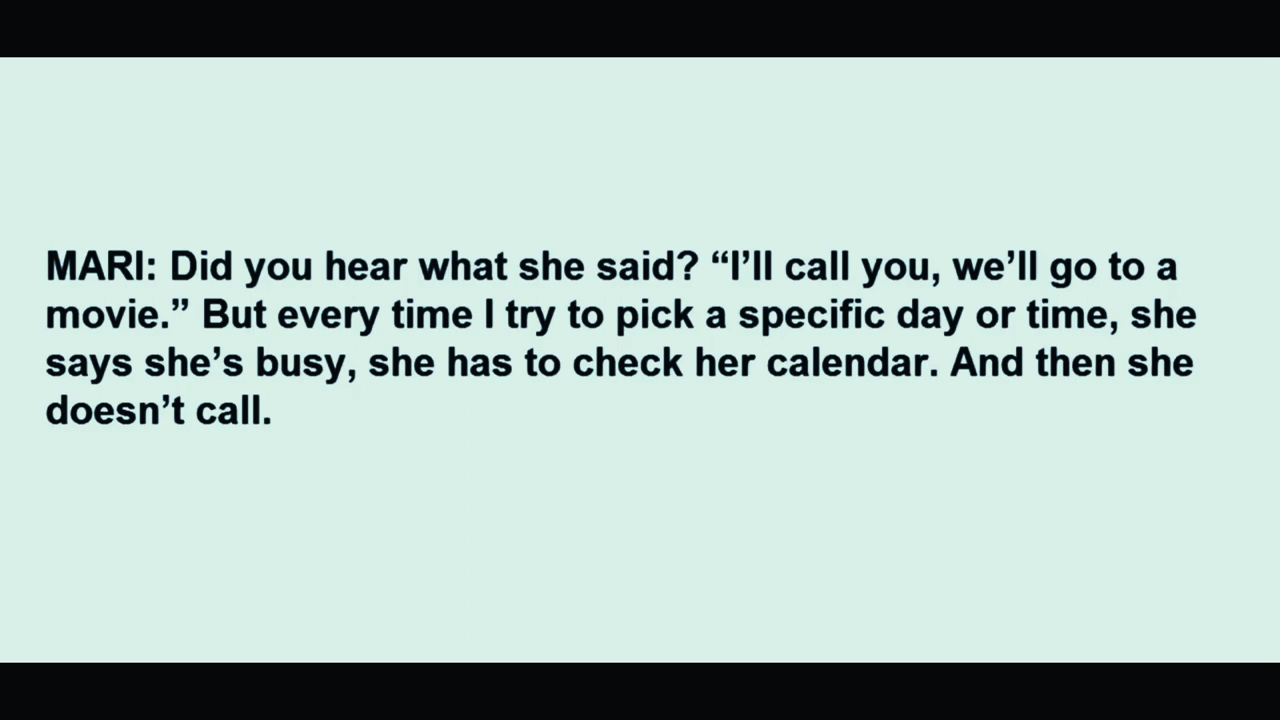 MARI: Did you hear what she said? “I’ll call you, we’ll go to a
movie.” But every time I try to pick a specific day or time, she
says she’s busy, she has to check her calendar. And then she
doesn’t call.